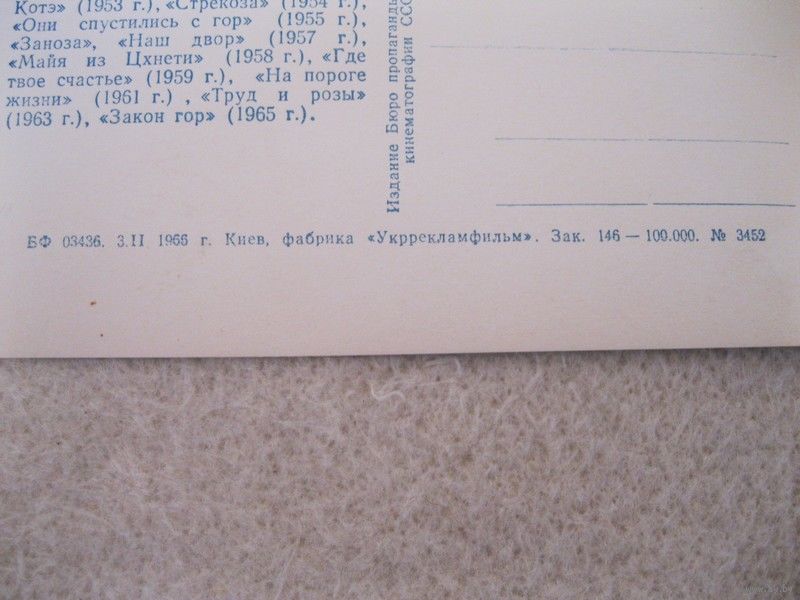 Котэ» (1953 г.), «Стрекоза» (1954 г.),
«Они спустились с гор» (1955 г.),
«Заноза», «Наш двор» (1957 г.),
«Майя из Цхнети» (1958 г.), «Где
твое счастье» (1959 г.), «На пороге
жизни» (1961 г.) , «Труд и розы»
(1963 г.), «Закон гор» (1965 г.).
Издание Бюро пропаганды
кинематографии ССС
БФ 03436. 3.II 1966 г. Киев, фабрика «Укррекламфильм». Зак. 146 — 100.000. № 3452